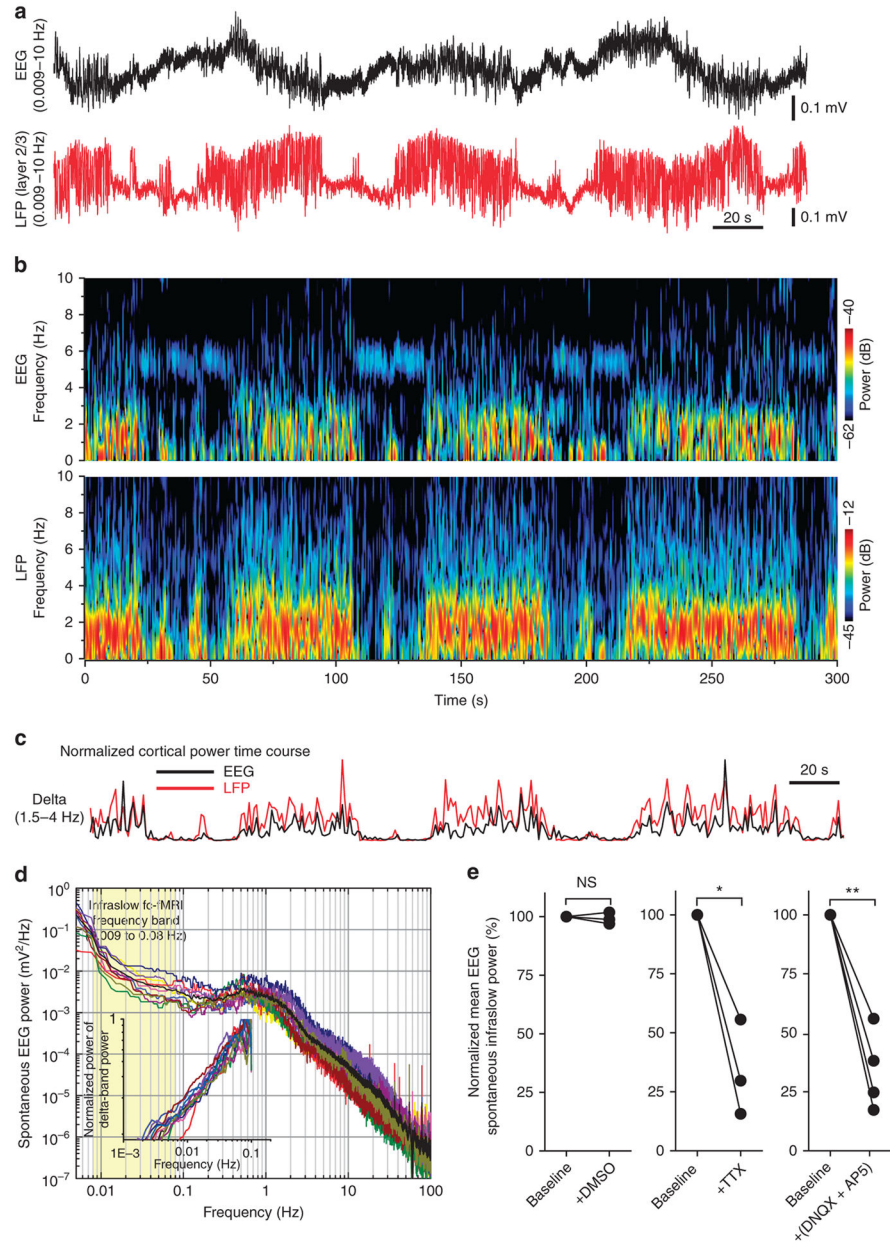 a
EEG
(0.009–10 Hz)
0.1 mV
LFP (layer 2/3)
(0.009–10 Hz)
20 s
0.1 mV
b
10
8
6
4
2
0
EEG
Frequency (Hz)
−40
−62
Power (dB)
10
8
6
4
2
0
LFP
Frequency (Hz)
−12
−45
Power (dB)
0 50 100 150 200 250 300
Time (s)
c
Normalized cortical power time course
EEG
LFP
20 s
Delta
(1.5–4 Hz)
d
Spontaneous EEG power (mV²/Hz)
10⁰
10⁻¹
10⁻²
10⁻³
10⁻⁴
10⁻⁵
10⁻⁶
10⁻⁷
Infraslow fc-fMRI
frequency band
(0.009 to 0.08 Hz)
Normalized power of
delta-band power
1
1E−3 0.01 0.1
Frequency (Hz)
0.01 0.1 1 10 100
Frequency (Hz)
e
Normalized mean EEG
spontaneous infraslow power (%)
NS
100
75
50
25
0
Baseline
+DMSO
*
100
75
50
25
0
Baseline
+TTX
**
100
75
50
25
0
Baseline
+(DNQX + AP5)